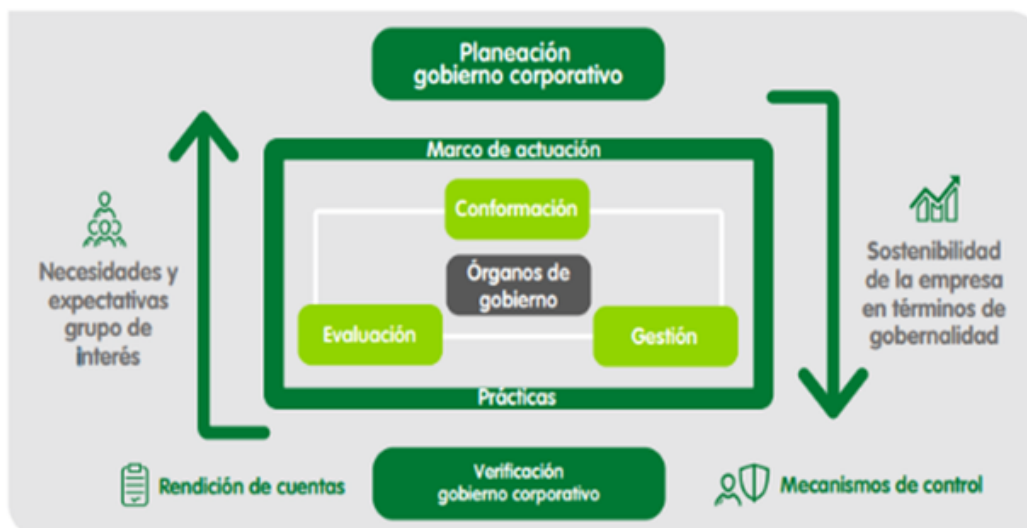 Planeación
gobierno corporativo
Marco de actuación
Conformación
Órganos de
gobierno
Evaluación
Gestión
Prácticas
Necesidades y
expectativas
grupo de
interés
Sostenibilidad
de la empresa
en términos de
gobernalidad
Rendición de cuentas
Verificación
gobierno corporativo
Mecanismos de control